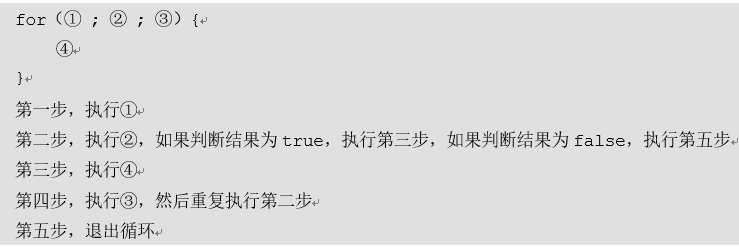 for（① ; ② ; ③）{
④
}
第一步，执行①
第二步，执行②，如果判断结果为true，执行第三步，如果判断结果为false，执行第五步
第三步，执行④
第四步，执行③，然后重复执行第二步
第五步，退出循环